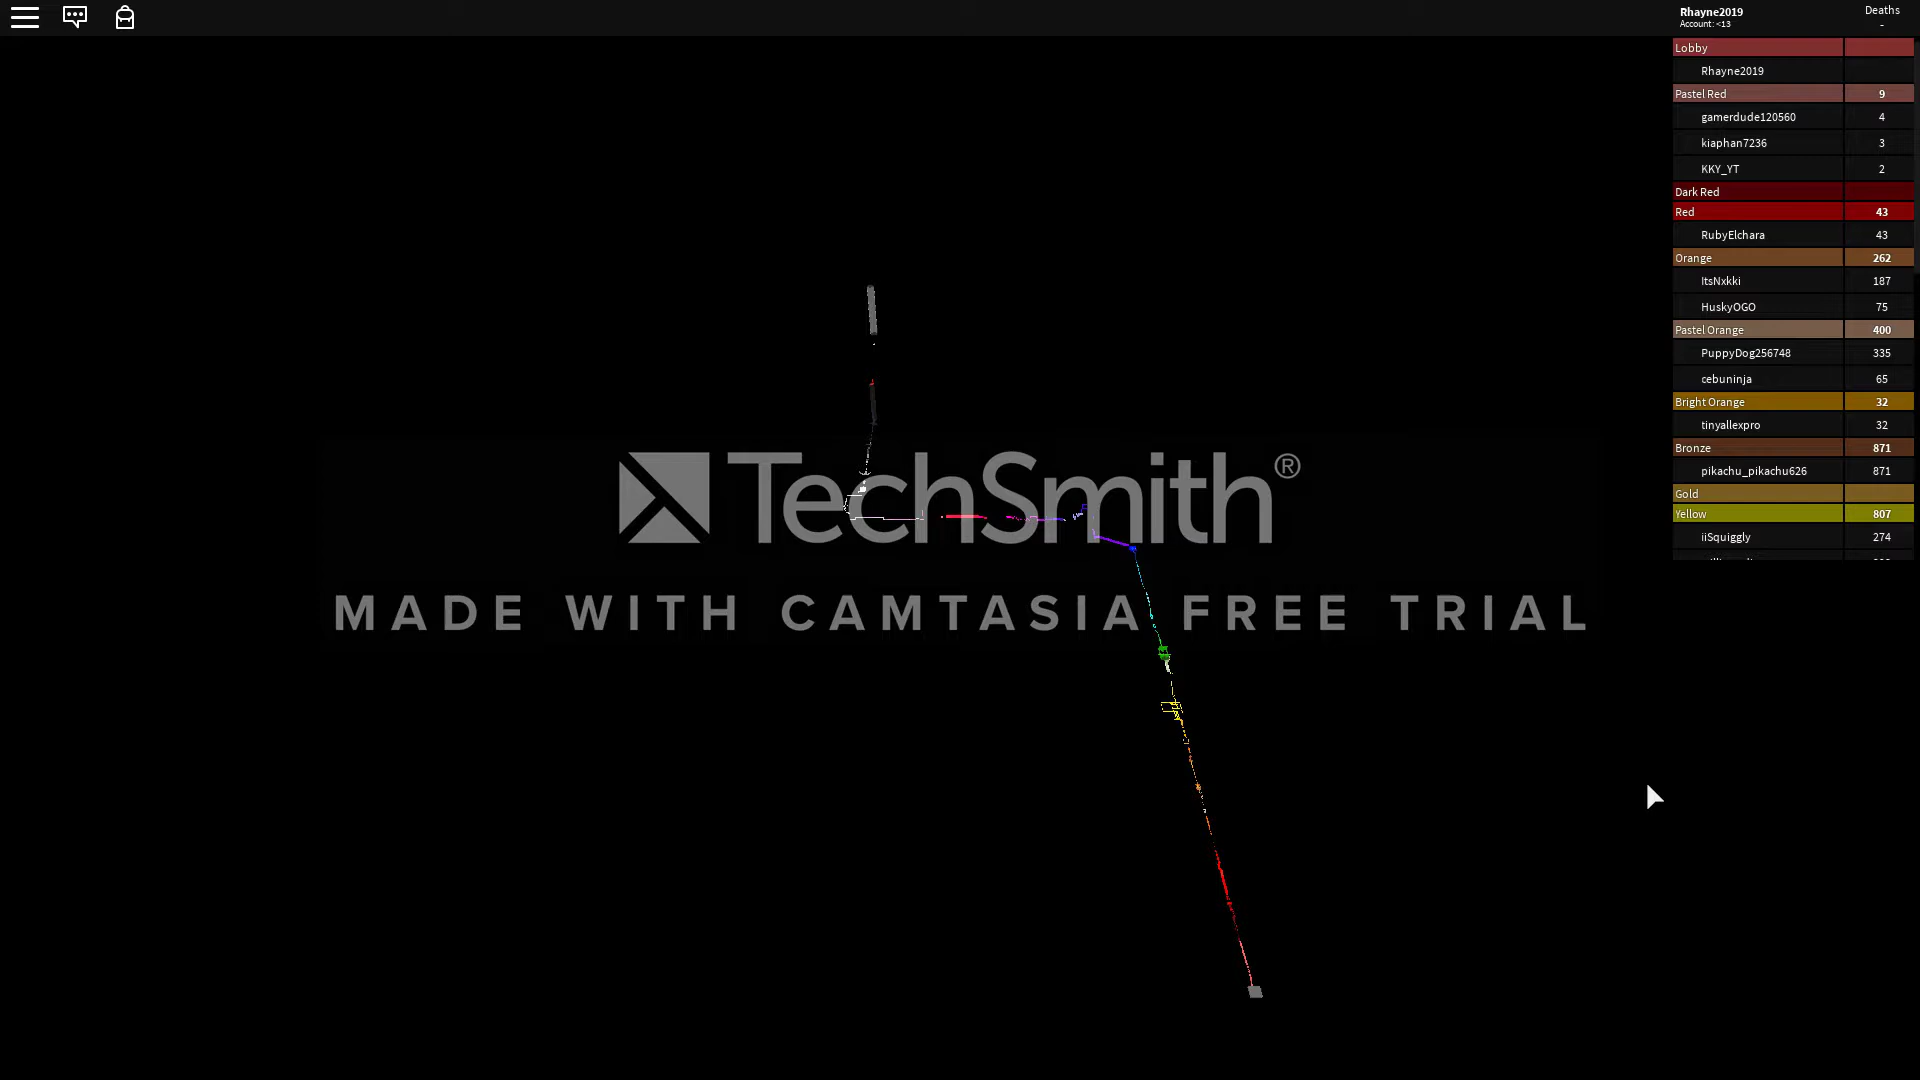 Rhayne2019
Account: <13
Deaths
-
Lobby
Rhayne2019
Pastel Red 9
gamerdude120560 4
kiaphan7236 3
KKY_YT 2
Dark Red
Red 43
RubyElchara 43
Orange 262
ItsNxkki 187
HuskyOGO 75
Pastel Orange 400
PuppyDog256748 335
cebuninja 65
Bright Orange 32
tinyallexpro 32
Bronze 871
pikachu_pikachu626 871
Gold
Yellow 807
iiSquiggly 274
TechSmith®
MADE WITH CAMTASIA FREE TRIAL